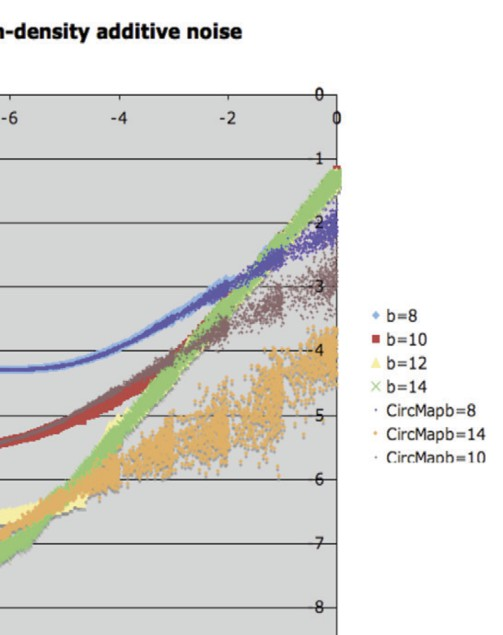 n-density additive noise
0
-6 -4 -2 0
-1
-2
-3
-4
-5
-6
-7
-8
b=8
b=10
b=12
b=14
CircMapb=8
CircMapb=14
CircMapb=10